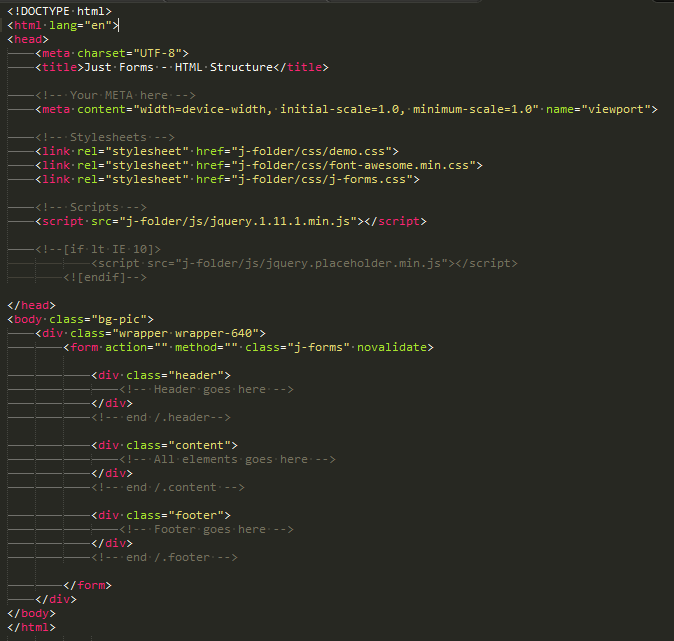 <!DOCTYPE html>
<html lang="en">
<head>
<meta charset="UTF-8">
<title>Just Forms - HTML Structure</title>
<!-- Your META here -->
<meta content="width=device-width, initial-scale=1.0, minimum-scale=1.0" name="viewport">
<!-- Stylesheets -->
<link rel="stylesheet" href="j-folder/css/demo.css">
<link rel="stylesheet" href="j-folder/css/font-awesome.min.css">
<link rel="stylesheet" href="j-folder/css/j-forms.css">
<!-- Scripts -->
<script src="j-folder/js/jquery.1.11.1.min.js"></script>
<!--[if lt IE 10]>
<script src="j-folder/js/jquery.placeholder.min.js"></script>
<![endif]-->
</head>
<body class="bg-pic">
<div class="wrapper wrapper-640">
<form action="" method="" class="j-forms" novalidate>
<div class="header">
<!-- Header goes here -->
</div>
<!-- end /.header-->
<div class="content">
<!-- All elements goes here -->
</div>
<!-- end /.content -->
<div class="footer">
<!-- Footer goes here -->
</div>
<!-- end /.footer -->
</form>
</div>
</body>
</html>